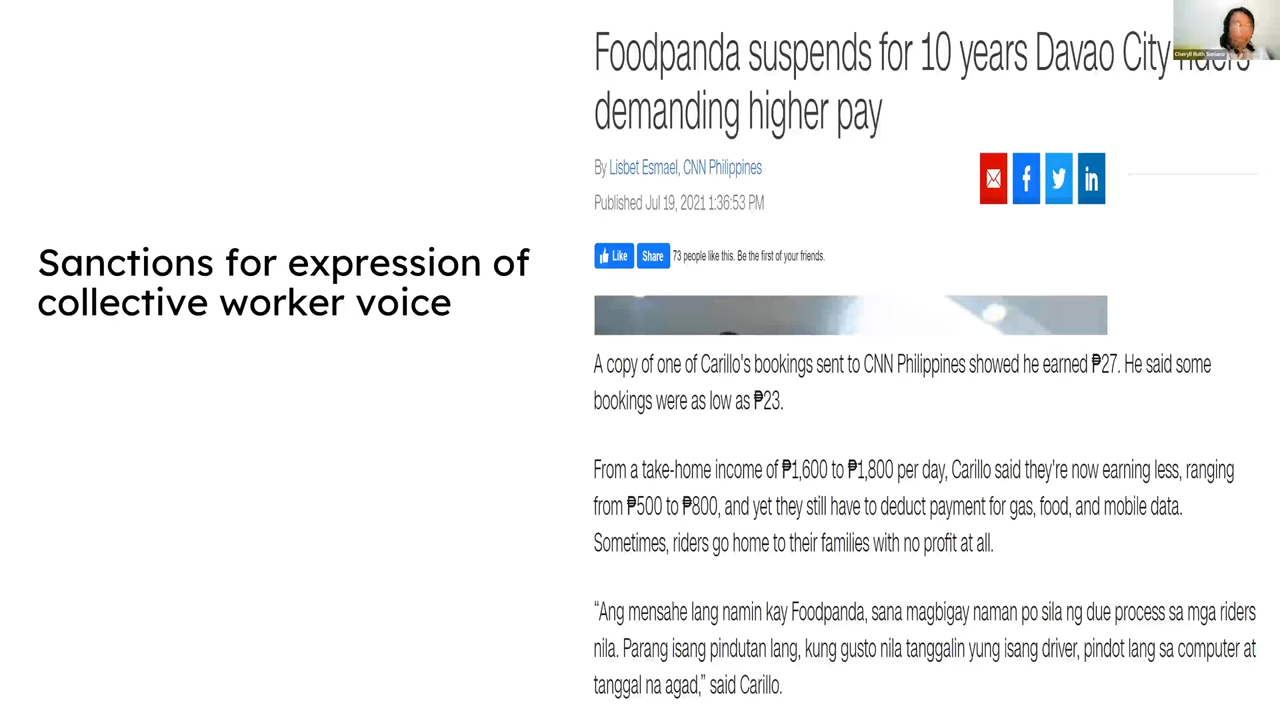 Foodpanda suspends for 10 years Davao City riders
demanding higher pay
Cheryll Ruth Soriano
By Lisbet Esmael, CNN Philippines
Published Jul 19, 2021 1:36:53 PM
Like Share 73 people like this. Be the first of your friends.
Sanctions for expression of
collective worker voice
A copy of one of Carillo's bookings sent to CNN Philippines showed he earned ₱27. He said some
bookings were as low as ₱23.
From a take-home income of ₱1,600 to ₱1,800 per day, Carillo said they're now earning less, ranging
from ₱500 to ₱800, and yet they still have to deduct payment for gas, food, and mobile data.
Sometimes, riders go home to their families with no profit at all.
“Ang mensahe lang namin kay Foodpanda, sana magbigay naman po sila ng due process sa mga riders
nila. Parang isang pindutan lang, kung gusto nila tanggalin yung isang driver, pindot lang sa computer at
tanggal na agad,” said Carillo.